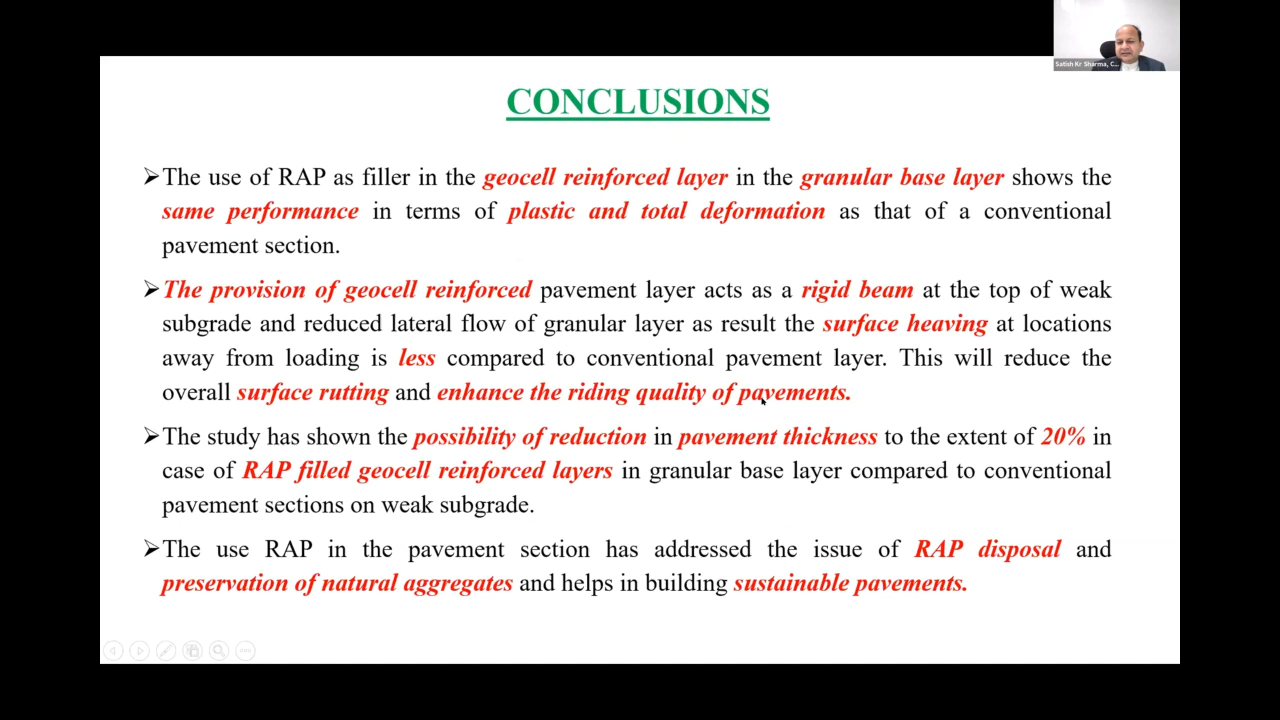 Satish Kr Sharma, C...
CONCLUSIONS
➢The use of RAP as filler in the geocell reinforced layer in the granular base layer shows the
same performance in terms of plastic and total deformation as that of a conventional
pavement section.
➢The provision of geocell reinforced pavement layer acts as a rigid beam at the top of weak
subgrade and reduced lateral flow of granular layer as result the surface heaving at locations
away from loading is less compared to conventional pavement layer. This will reduce the
overall surface rutting and enhance the riding quality of pavements.
➢The study has shown the possibility of reduction in pavement thickness to the extent of 20% in
case of RAP filled geocell reinforced layers in granular base layer compared to conventional
pavement sections on weak subgrade.
➢The use RAP in the pavement section has addressed the issue of RAP disposal and
preservation of natural aggregates and helps in building sustainable pavements.